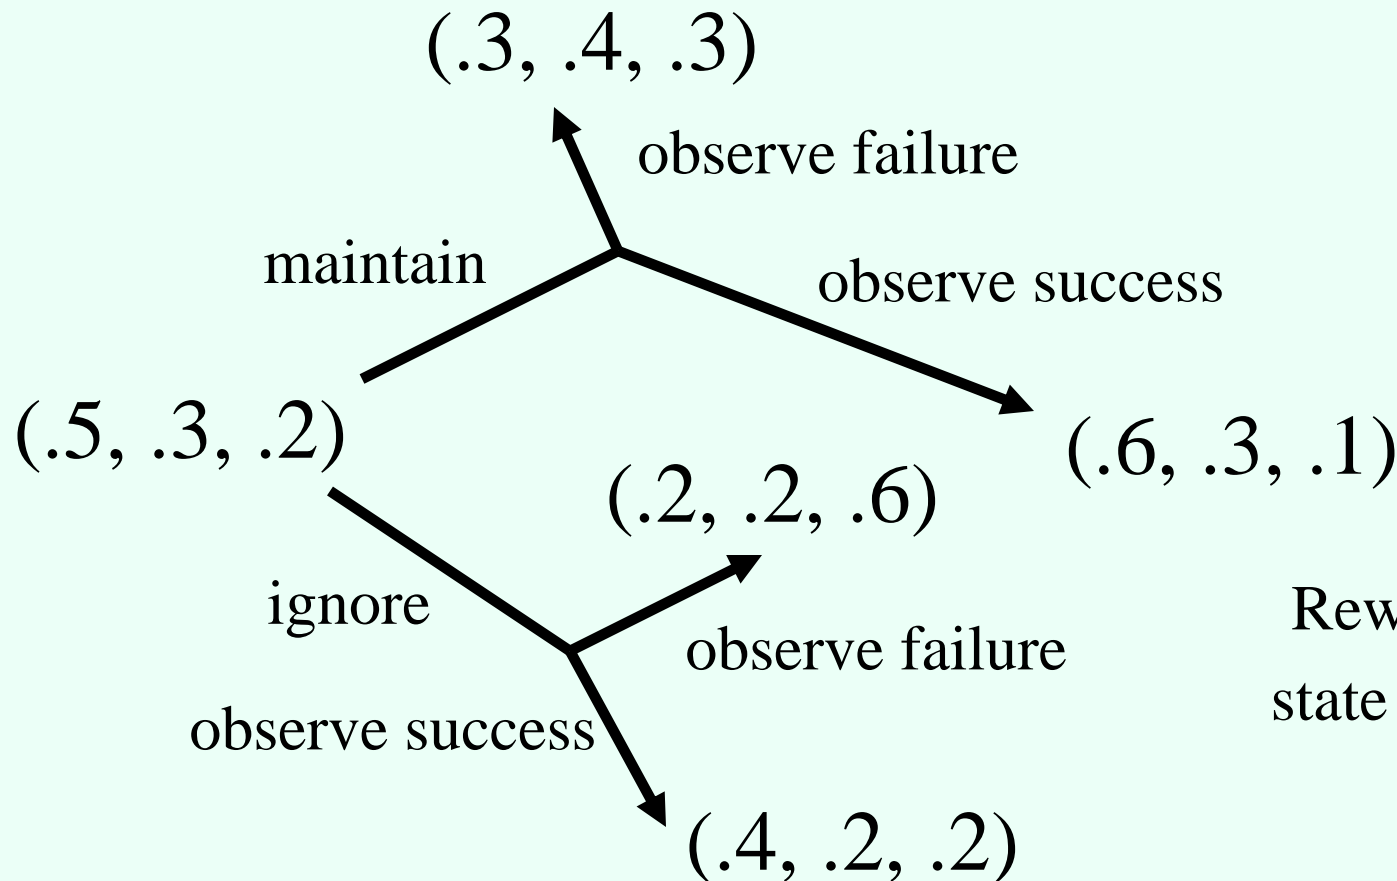 (.3, .4, .3)
observe failure
maintain
observe success
(.5, .3, .2)
(.6, .3, .1)
(.2, .2, .6)
ignore
observe failure
state
observe success
(.4, .2, .2)